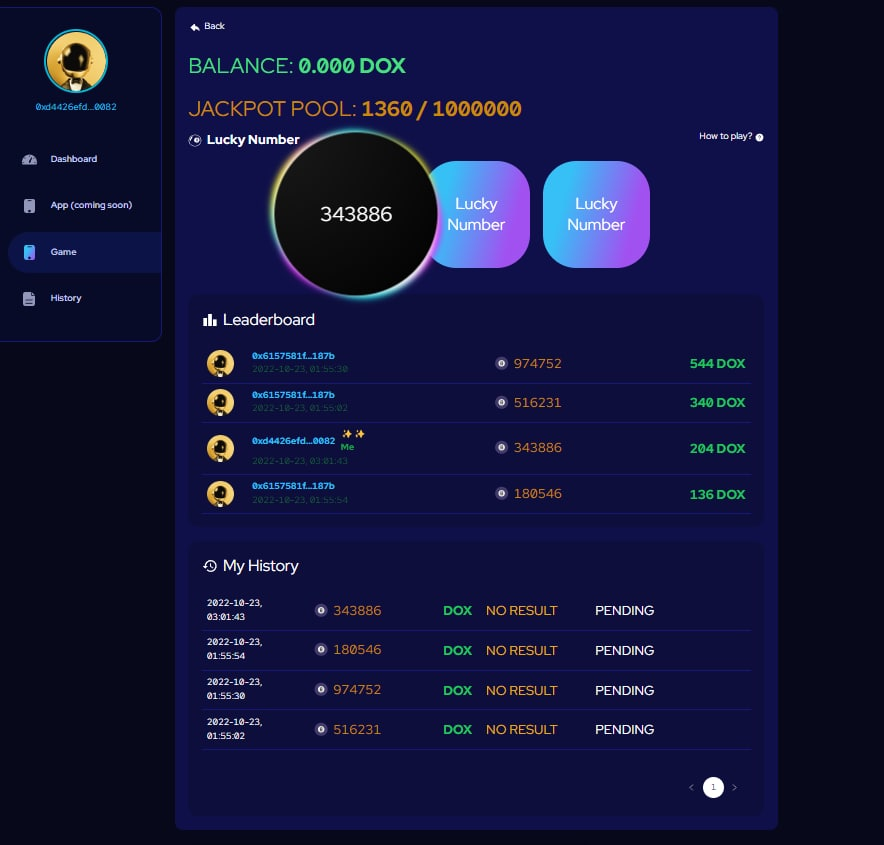 0xd4426efd...0082
Dashboard
App (coming soon)
Game
History
Back
BALANCE: 0.000 DOX
JACKPOT POOL: 1360 / 1000000
Lucky Number
How to play?
343886
Lucky
Number
Lucky
Number
Leaderboard
0x6157581f...187b
2022-10-23, 01:55:30
974752
544 DOX
0x6157581f...187b
2022-10-23, 01:55:02
516231
340 DOX
0xd4426efd...0082 ✨✨
Me
2022-10-23, 03:01:43
343886
204 DOX
0x6157581f...187b
2022-10-23, 01:55:54
180546
136 DOX
My History
2022-10-23,
03:01:43
343886 DOX NO RESULT PENDING
2022-10-23,
01:55:54
180546 DOX NO RESULT PENDING
2022-10-23,
01:55:30
974752 DOX NO RESULT PENDING
2022-10-23,
01:55:02
516231 DOX NO RESULT PENDING
< 1 >